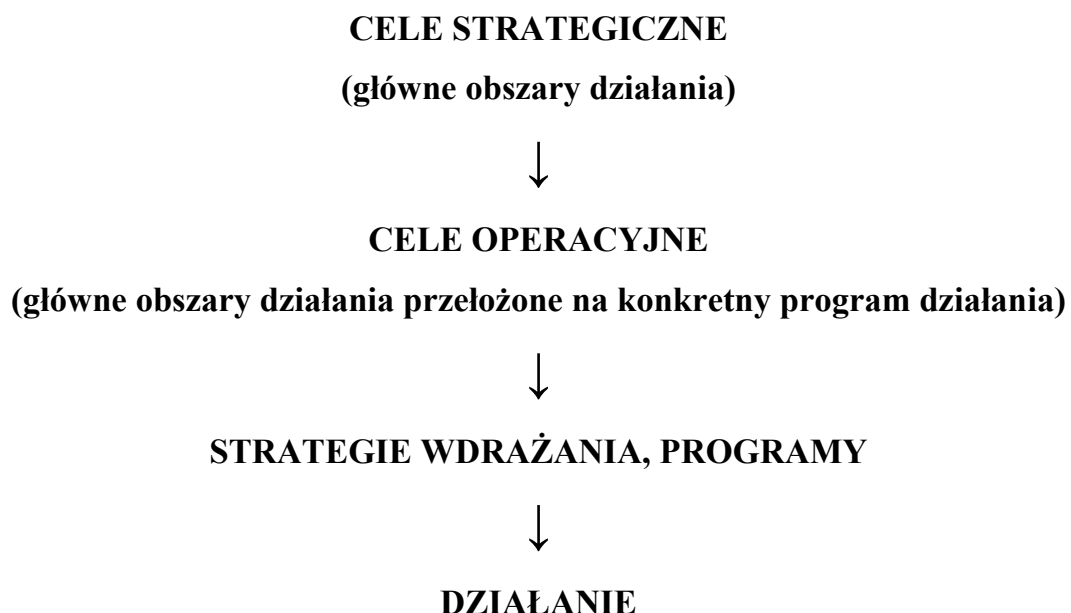 CELE STRATEGICZNE
(główne obszary działania)
↓
CELE OPERACYJNE
(główne obszary działania przełożone na konkretny program działania)
↓
STRATEGIE WDRAŻANIA, PROGRAMY
↓
DZIAŁANIE